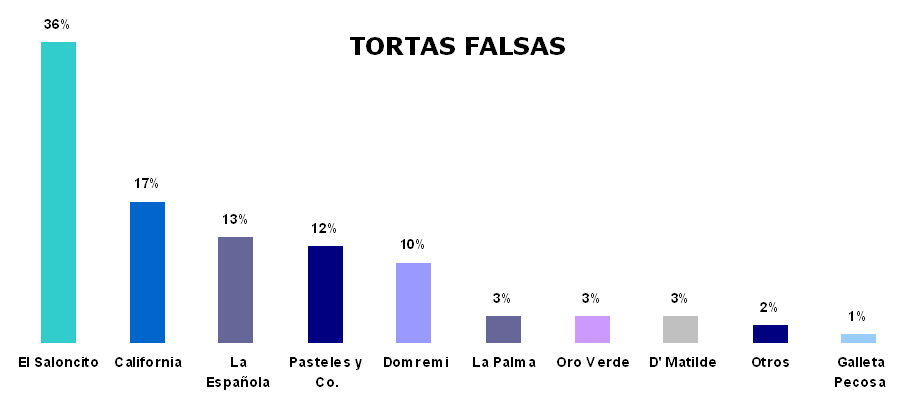 36%
TORTAS FALSAS
17%
13%
12%
10%
3%
3%
3%
2%
1%
El Saloncito
California
La
Española
Pasteles y
Co.
Domremi
La Palma
Oro Verde
D' Matilde
Otros
Galleta
Pecosa